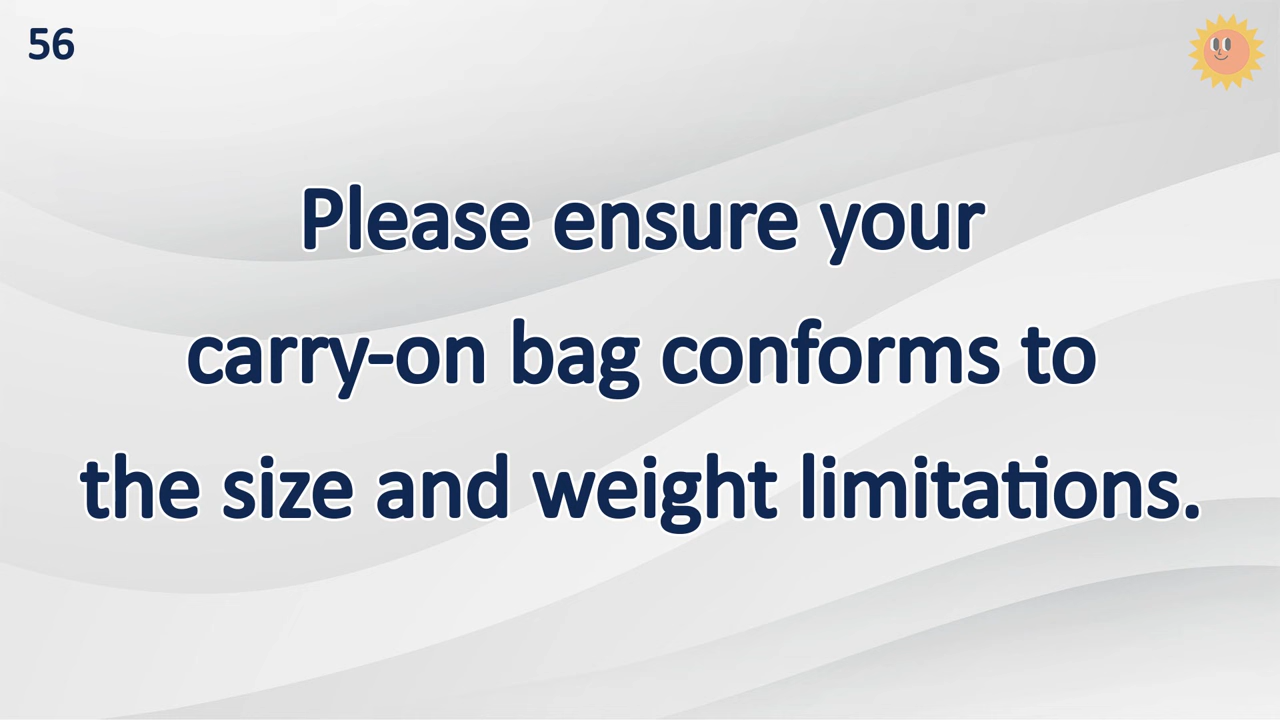 56
Please ensure your
carry-on bag conforms to
the size and weight limitations.